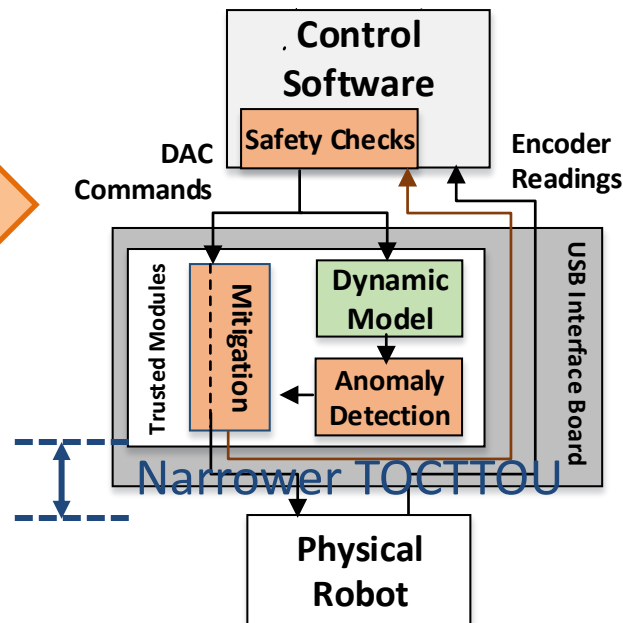 Control
Software
Safety Checks
DAC
Commands
Encoder
Readings
USB Interface Board
Trusted Modules
Mitigation
Dynamic
Model
Anomaly
Detection
Narrower TOCTTOU
Physical
Robot